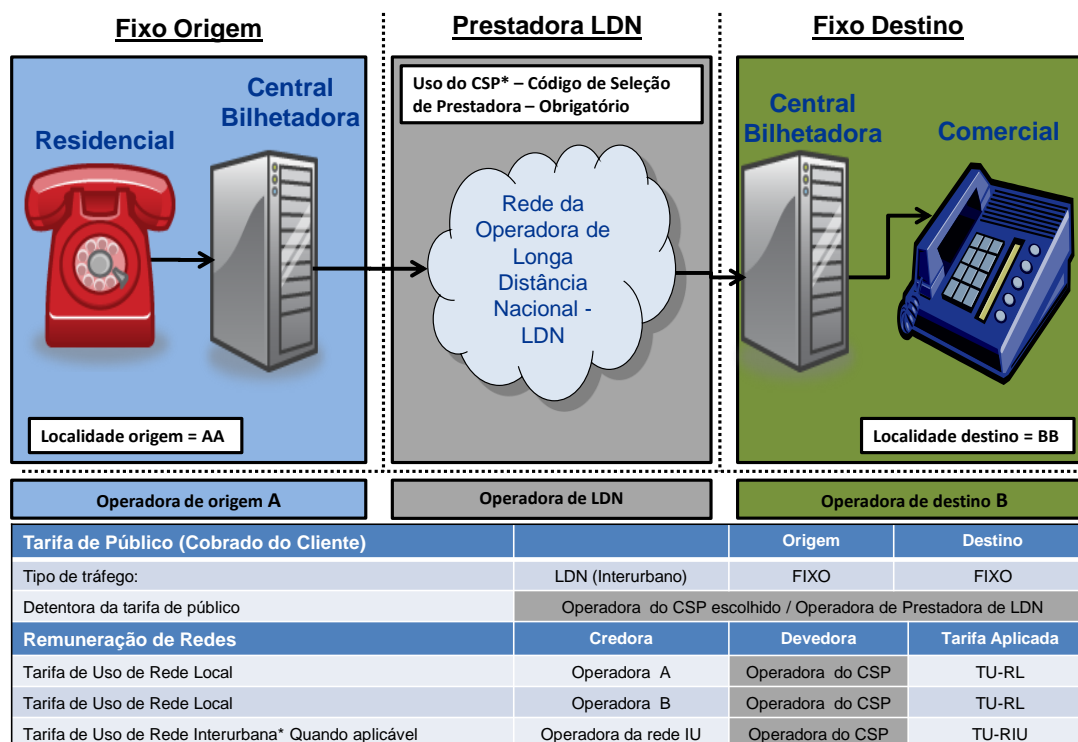 Fixo Origem
Prestadora LDN
Fixo Destino
Residencial
Central
Bilhetadora
Uso do CSP* – Código de Seleção
de Prestadora – Obrigatório
Rede da
Operadora de
Longa
Distância
Nacional -
LDN
Central
Bilhetadora
Comercial
Localidade origem = AA
Localidade destino = BB
Operadora de origem A
Operadora de LDN
Operadora de destino B
Tarifa de Público (Cobrado do Cliente) Origem Destino
Tipo de tráfego: LDN (Interurbano) FIXO FIXO
Detentora da tarifa de público Operadora do CSP escolhido / Operadora de Prestadora de LDN
Remuneração de Redes Credora Devedora Tarifa Aplicada
Tarifa de Uso de Rede Local Operadora A Operadora do CSP TU-RL
Tarifa de Uso de Rede Local Operadora B Operadora do CSP TU-RL
Tarifa de Uso de Rede Interurbana* Quando aplicável Operadora da rede IU Operadora do CSP TU-RIU